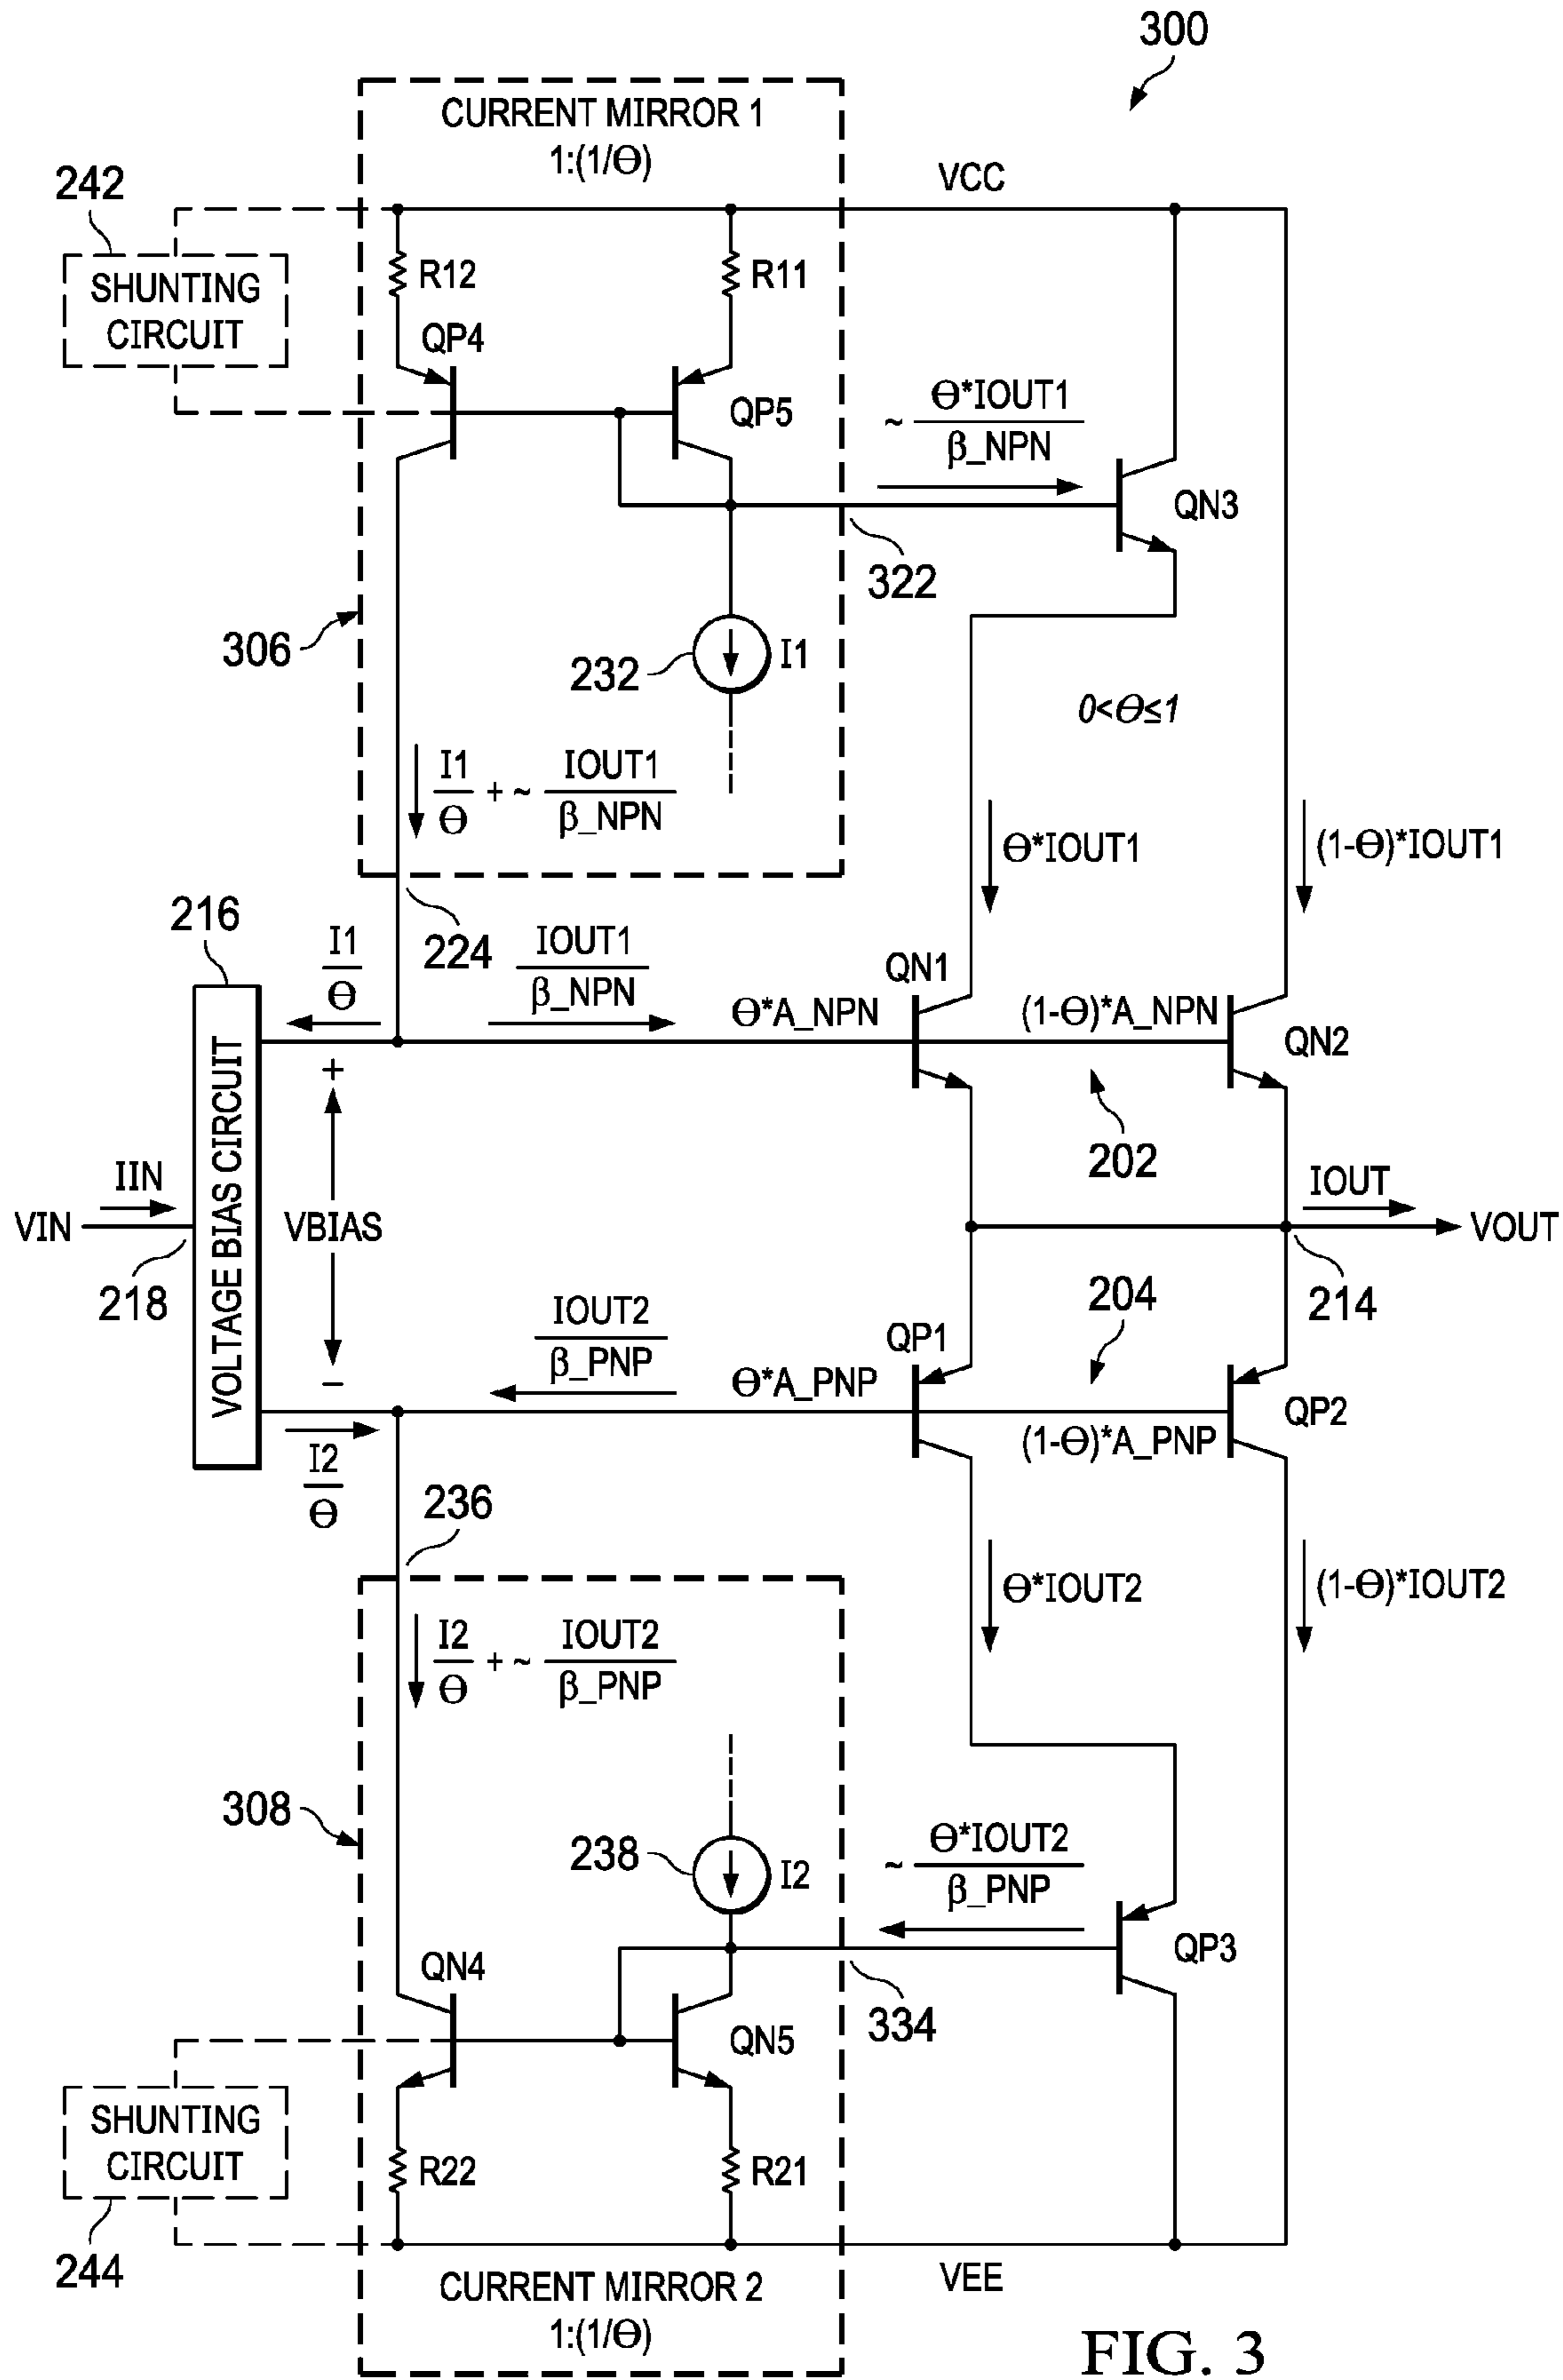 300
CURRENT MIRROR 1
1:(1/Θ)
242
VCC
SHUNTING
CIRCUIT
R12
R11
QP4
QP5
~ Θ*IOUT1
β_NPN
QN3
322
306
232
I1
0<Θ≤1
I1
Θ
+ ~
IOUT1
β_NPN
Θ*IOUT1
(1-Θ)*IOUT1
216
224
I1
Θ
IOUT1
β_NPN
QN1
Θ*A_NPN
(1-Θ)*A_NPN
QN2
VOLTAGE BIAS CIRCUIT
+
202
IIN
IOUT
VIN
VBIAS
VOUT
218
214
204
IOUT2
β_PNP
QP1
−
Θ*A_PNP
QP2
(1-Θ)*A_PNP
I2
Θ
236
Θ*IOUT2
(1-Θ)*IOUT2
I2
Θ
+ ~
IOUT2
β_PNP
308
238
I2
~ Θ*IOUT2
β_PNP
QP3
QN4
334
QN5
SHUNTING
CIRCUIT
R22
R21
244
VEE
CURRENT MIRROR 2
1:(1/Θ)
FIG. 3